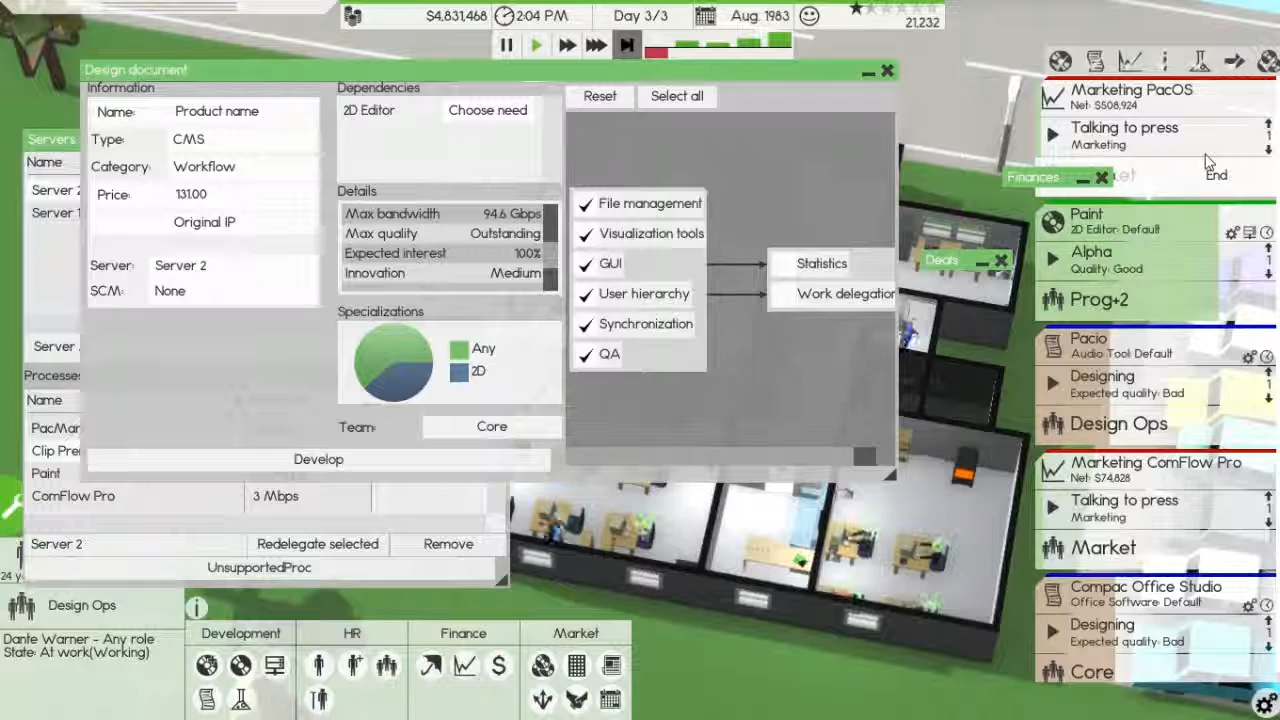 $4,831,468
2:04 PM
Day 3/3
Aug. 1983
21,232
Design document
Information
Name: Product name
Type: CMS
Category: Workflow
Price: 131.00
Original IP
Server: Server 2
SCM: None
Develop
Dependencies
2D Editor
Choose need
Details
Max bandwidth 94.6 Gbps
Max quality Outstanding
Expected interest 100%
Innovation Medium
Specializations
Any
2D
Team: Core
Reset
Select all
File management
Visualization tools
GUI
User hierarchy
Synchronization
QA
Statistics
Work delegation
Servers
Name
Server 2
Server 1
Server
Processes
Name
PacMar
Clip Pre
Paint
ComFlow Pro
3 Mbps
Server 2
Redelegate selected
Remove
UnsupportedProc
24 y
Design Ops
Dante Warner - Any role
State: At work(Working)
Development
HR
Finance
Market
Finances
Deals
Marketing PacOS
Net: $508,924
Talking to press
Marketing
End
Paint
2D Editor: Default
Alpha
Quality: Good
1
Prog+2
Pacio
Audio Tool: Default
Designing
Expected quality: Bad
1
Design Ops
Marketing ComFlow Pro
Net: $74,828
Talking to press
Marketing
1
Market
Compac Office Studio
Office Software: Default
Designing
Expected quality: Bad
1
Core